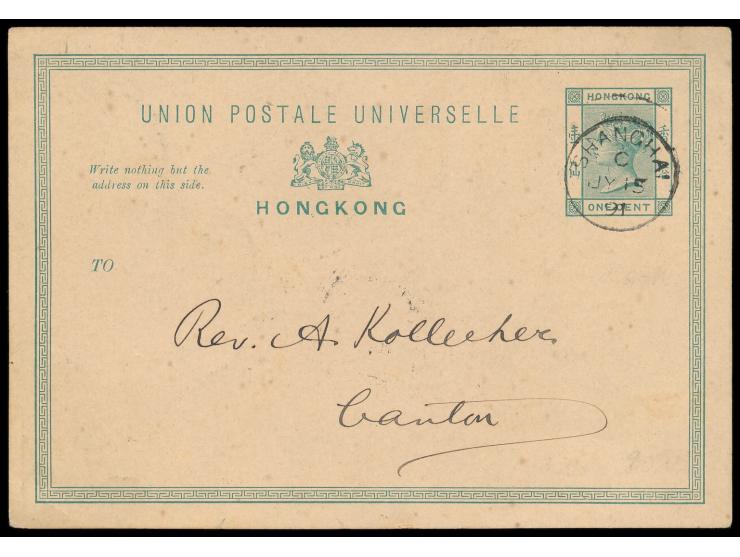 UNION POSTALE UNIVERSELLE
HONGKONG
Write nothing but the
address on this side.
HONGKONG
ONE CENT
SHANGHAI
C
JY 15
91
TO
Rev. A. Kollecker
Canton